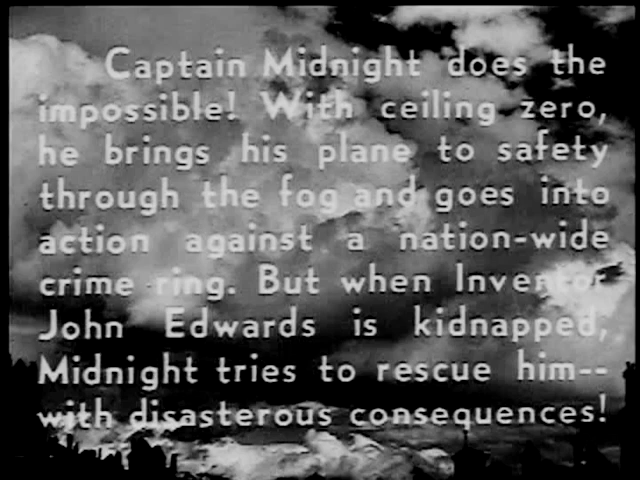 Captain Midnight does the
impossible! With ceiling zero,
he brings his plane to safety
through the fog and goes into
action against a nation-wide
crime ring. But when Inventor
John Edwards is kidnapped,
Midnight tries to rescue him--
with disasterous consequences!